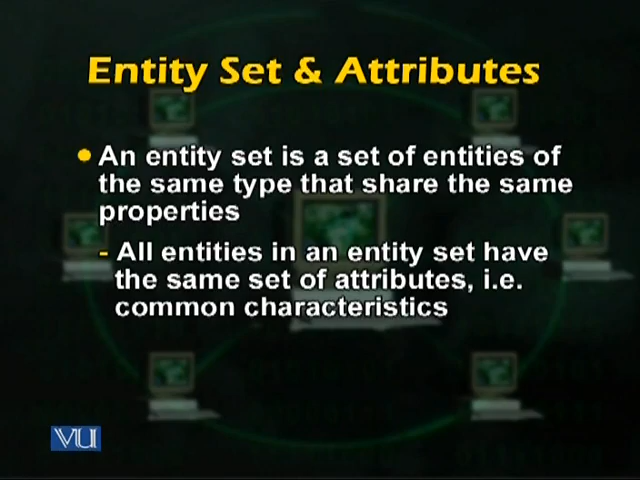 Entity Set & Attributes
● An entity set is a set of entities of
the same type that share the same
properties
- All entities in an entity set have
the same set of attributes, i.e.
common characteristics
VU